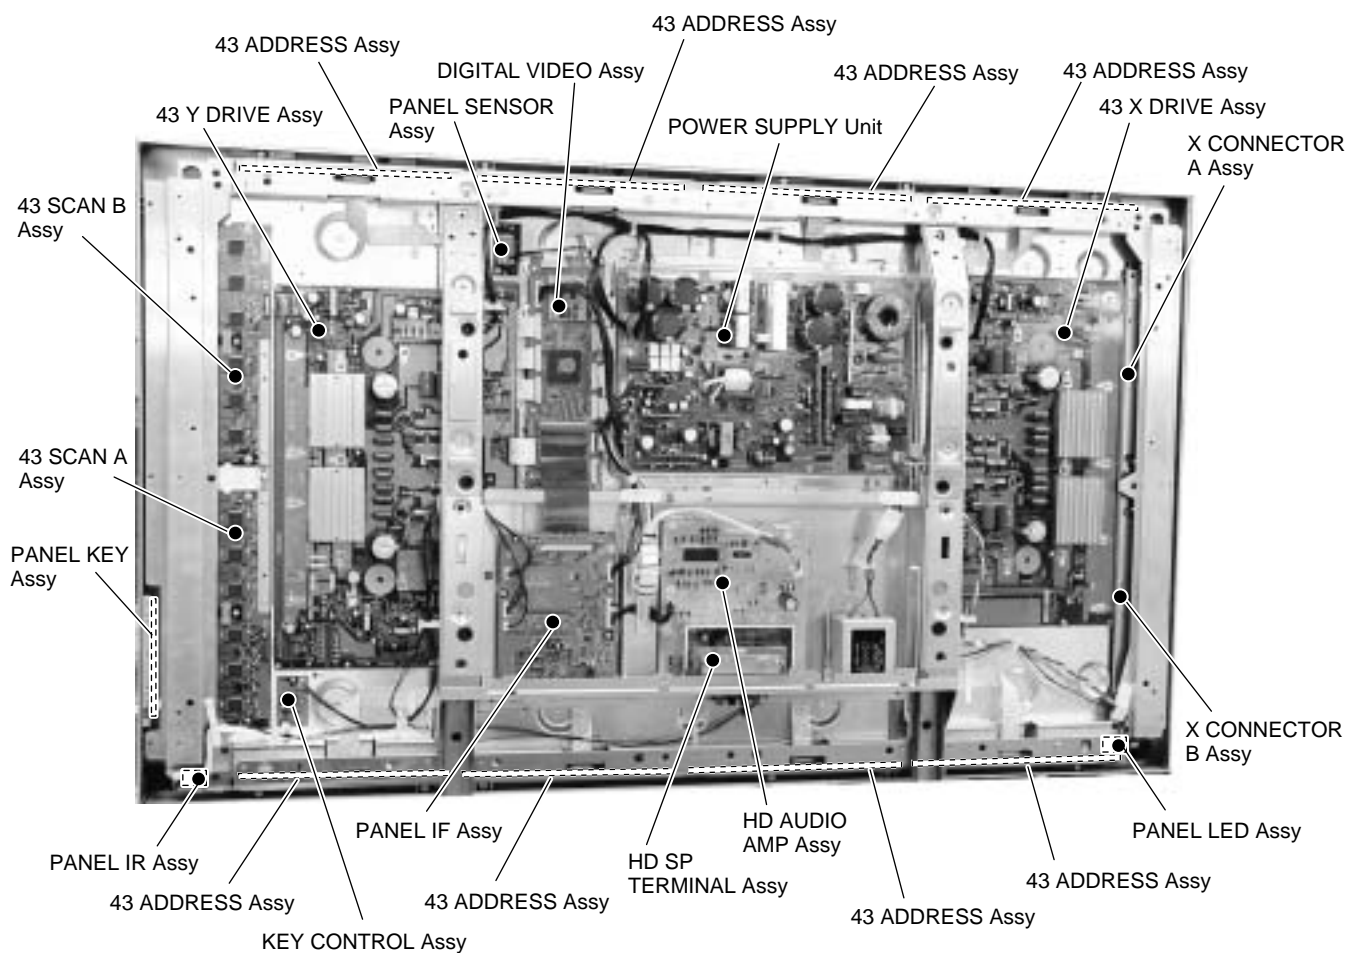 43 ADDRESS Assy
43 ADDRESS Assy
DIGITAL VIDEO Assy
43 ADDRESS Assy
43 ADDRESS Assy
43 Y DRIVE Assy
PANEL SENSOR
Assy
POWER SUPPLY Unit
43 X DRIVE Assy
X CONNECTOR
A Assy
43 SCAN B
Assy
43 SCAN A
Assy
PANEL KEY
Assy
X CONNECTOR
B Assy
PANEL IR Assy
43 ADDRESS Assy
KEY CONTROL Assy
PANEL IF Assy
43 ADDRESS Assy
HD SP
TERMINAL Assy
HD AUDIO
AMP Assy
43 ADDRESS Assy
43 ADDRESS Assy
PANEL LED Assy